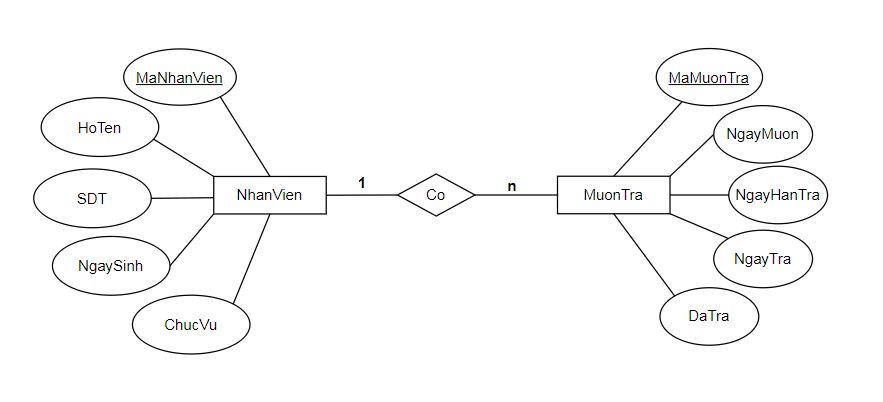 MaNhanVien
HoTen
SDT
NgaySinh
ChucVu
NhanVien
1
Co
n
MuonTra
MaMuonTra
NgayMuon
NgayHanTra
NgayTra
DaTra